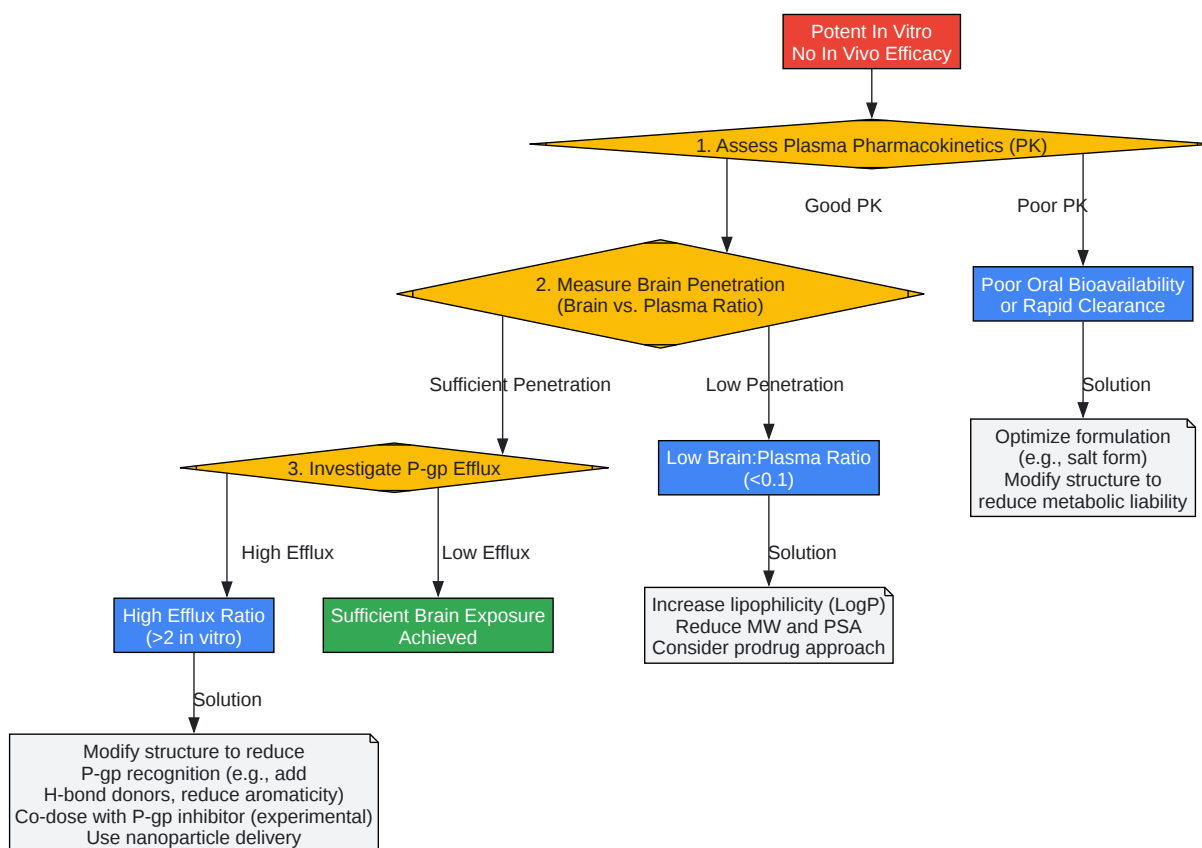 Potent In Vitro
No In Vivo Efficacy
1. Assess Plasma Pharmacokinetics (PK)
Good PK
Poor PK
2. Measure Brain Penetration
(Brain vs. Plasma Ratio)
Poor Oral Bioavailability
or Rapid Clearance
Sufficient Penetration
Low Penetration
Solution
3. Investigate P-gp Efflux
Low Brain:Plasma Ratio
(<0.1)
Optimize formulation
(e.g., salt form)
Modify structure to
reduce metabolic liability
High Efflux
Low Efflux
Solution
High Efflux Ratio
(>2 in vitro)
Sufficient Brain Exposure
Achieved
Increase lipophilicity (LogP)
Reduce MW and PSA
Consider prodrug approach
Solution
Modify structure to reduce
P-gp recognition (e.g., add
H-bond donors, reduce aromaticity)
Co-dose with P-gp inhibitor (experimental)
Use nanoparticle delivery